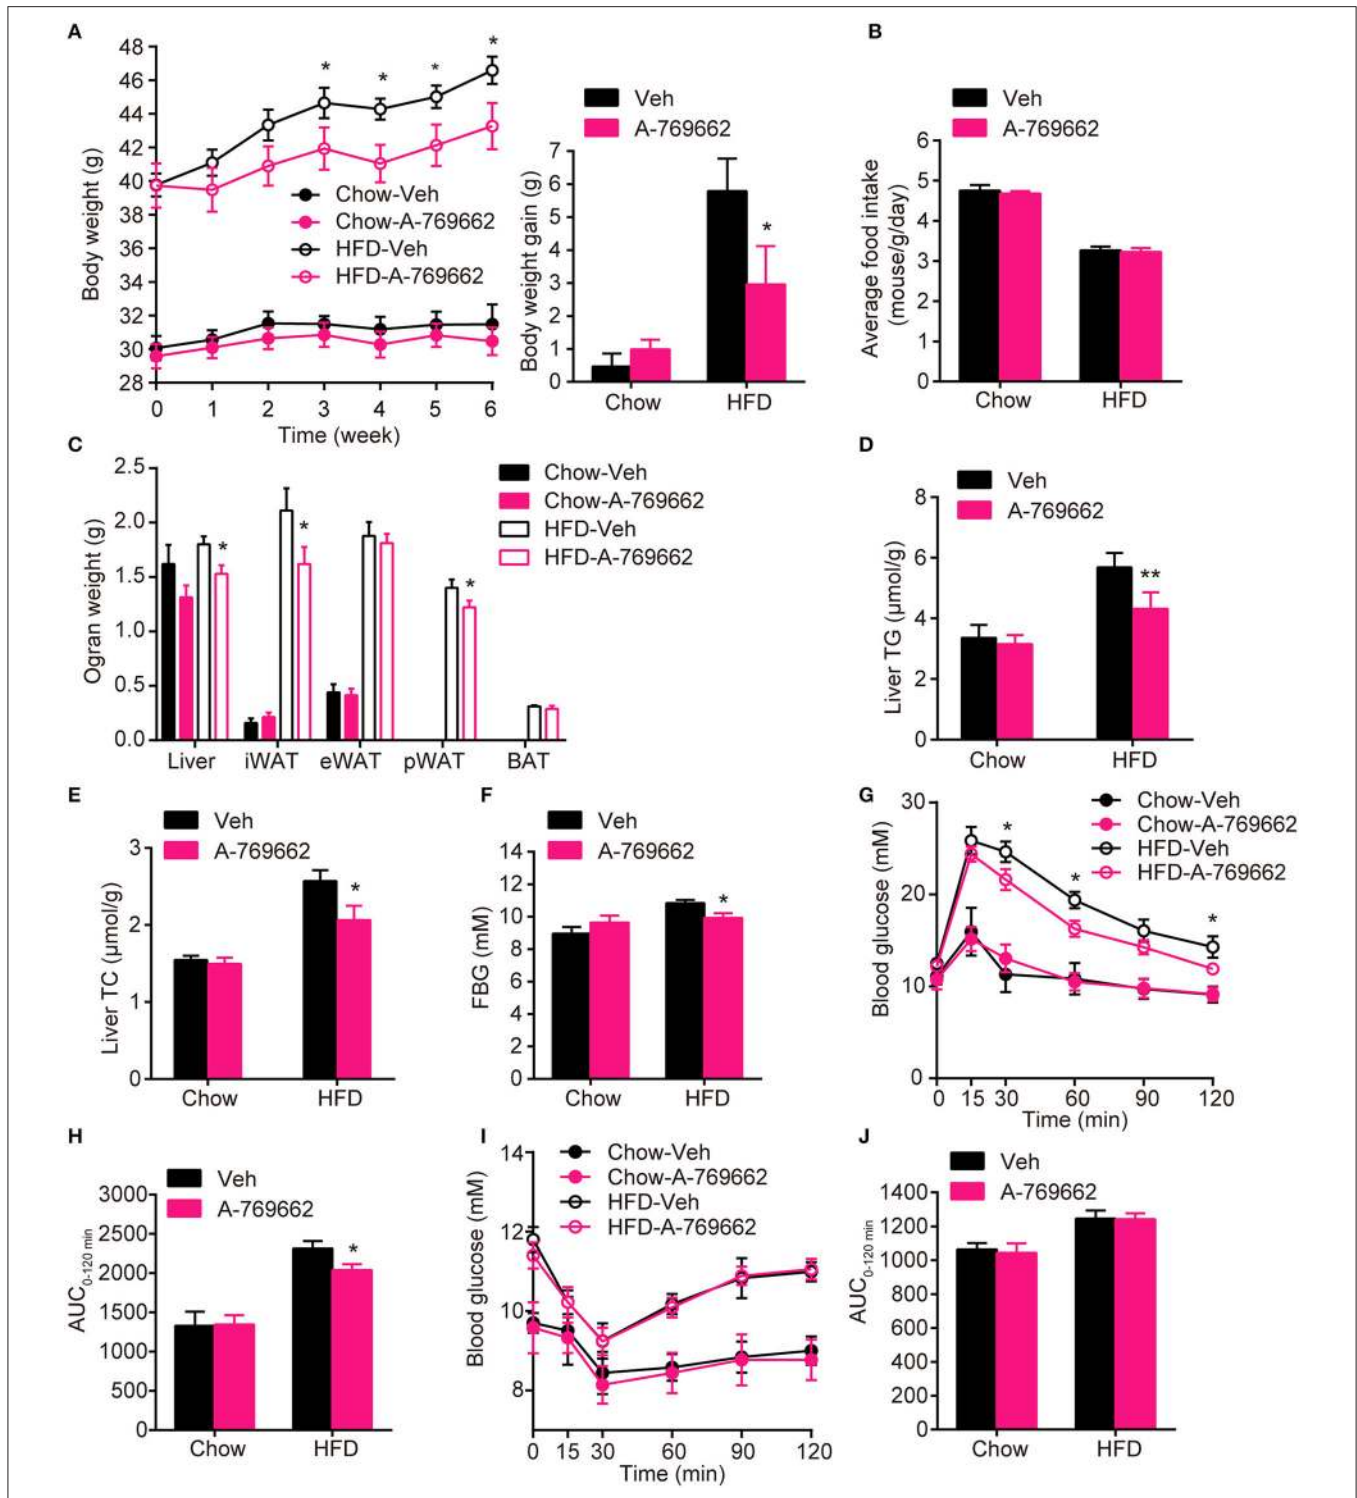 A
48
46
44
42
40
38
36
34
32
30
28
Body weight (g)
*
*
*
*
Chow-Veh
Chow-A-769662
HFD-Veh
HFD-A-769662
0 1 2 3 4 5 6
Time (week)
Veh
A-769662
7
6
5
4
3
2
1
0
Body weight gain (g)
*
Chow HFD
B
Veh
A-769662
6
5
4
3
2
1
0
Average food intake
(mouse/g/day)
Chow HFD
C
2.5
2.0
1.5
1.0
0.5
0.0
Ogran weight (g)
*
*
*
Chow-Veh
Chow-A-769662
HFD-Veh
HFD-A-769662
Liver iWAT eWAT pWAT BAT
D
Veh
A-769662
8
6
4
2
0
Liver TG (μmol/g)
**
Chow HFD
E
Veh
A-769662
3
2
1
0
Liver TC (μmol/g)
*
Chow HFD
F
Veh
A-769662
14
12
10
8
6
4
2
0
FBG (mM)
*
Chow HFD
G
30
20
10
0
Blood glucose (mM)
*
*
*
Chow-Veh
Chow-A-769662
HFD-Veh
HFD-A-769662
0 15 30 60 90 120
Time (min)
H
Veh
A-769662
3000
2500
2000
1500
1000
500
0
AUC0-120 min
*
Chow HFD
I
14
12
10
8
Blood glucose (mM)
Chow-Veh
Chow-A-769662
HFD-Veh
HFD-A-769662
0 15 30 60 90 120
Time (min)
J
Veh
A-769662
1400
1200
1000
800
600
400
200
0
AUC0-120 min
Chow HFD